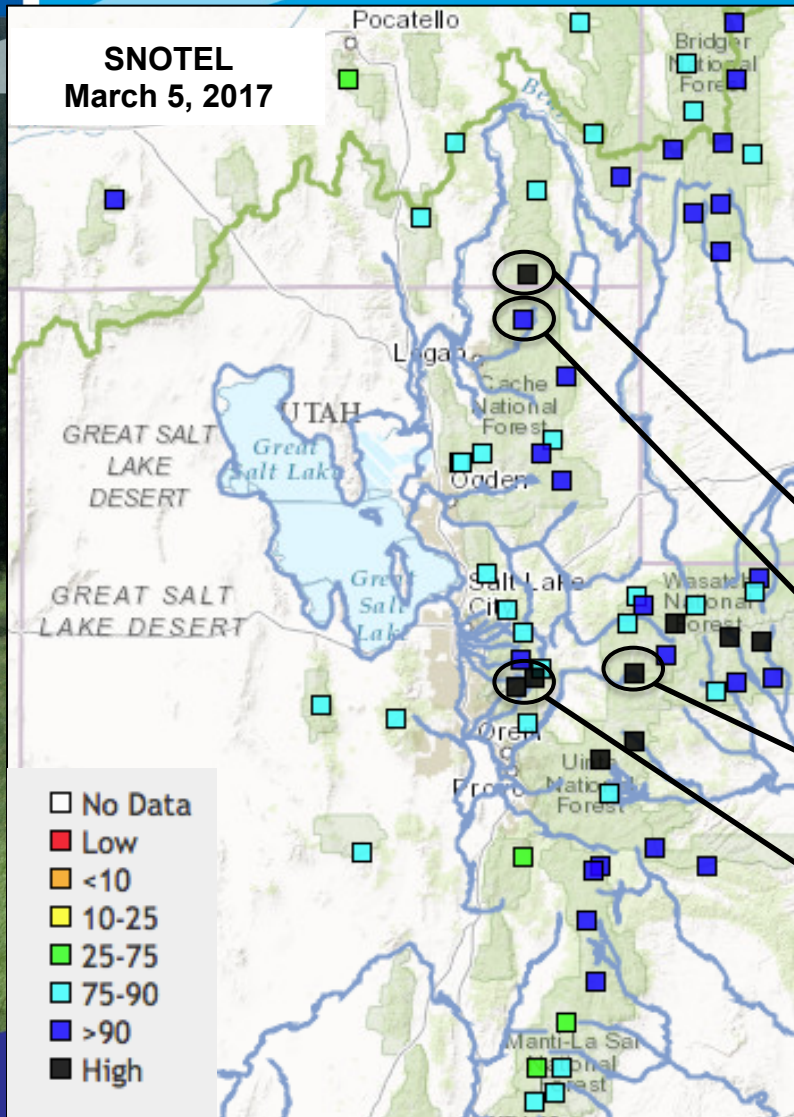 SNOTEL
March 5, 2017
Pocatello
Bridger
National
Forest
Bear
Logan
Cache
National
Forest
UTAH
GREAT SALT
LAKE
DESERT
Great
Salt Lake
Ogden
Great
Salt
Lake
Salt Lake
City
Wasatch
National
Forest
GREAT SALT
LAKE DESERT
Orem
Provo
Uinta
National
Forest
No Data
Low
<10
10-25
25-75
75-90
>90
High
Manti-La Sal
National
Forest